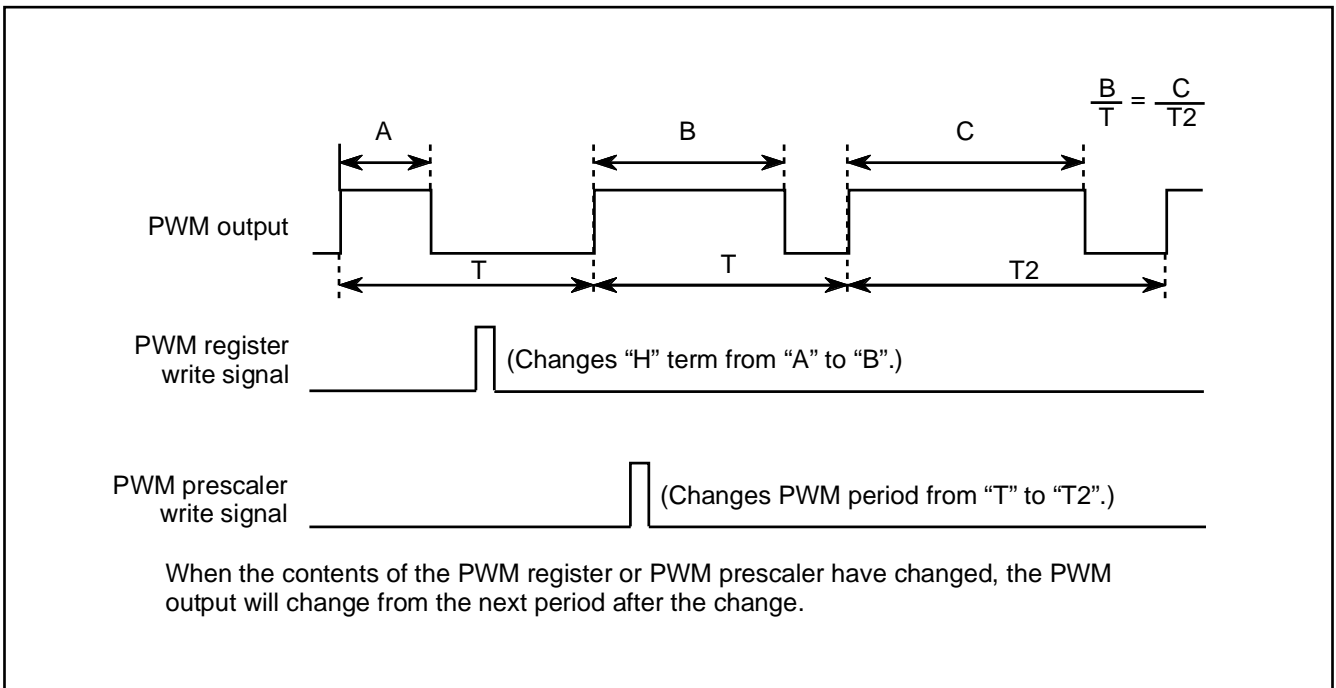 B/T = C/T2
A
B
C
PWM output
T
T
T2
PWM register
write signal
(Changes “H” term from “A” to “B”.)
PWM prescaler
write signal
(Changes PWM period from “T” to “T2”.)
When the contents of the PWM register or PWM prescaler have changed, the PWM
output will change from the next period after the change.